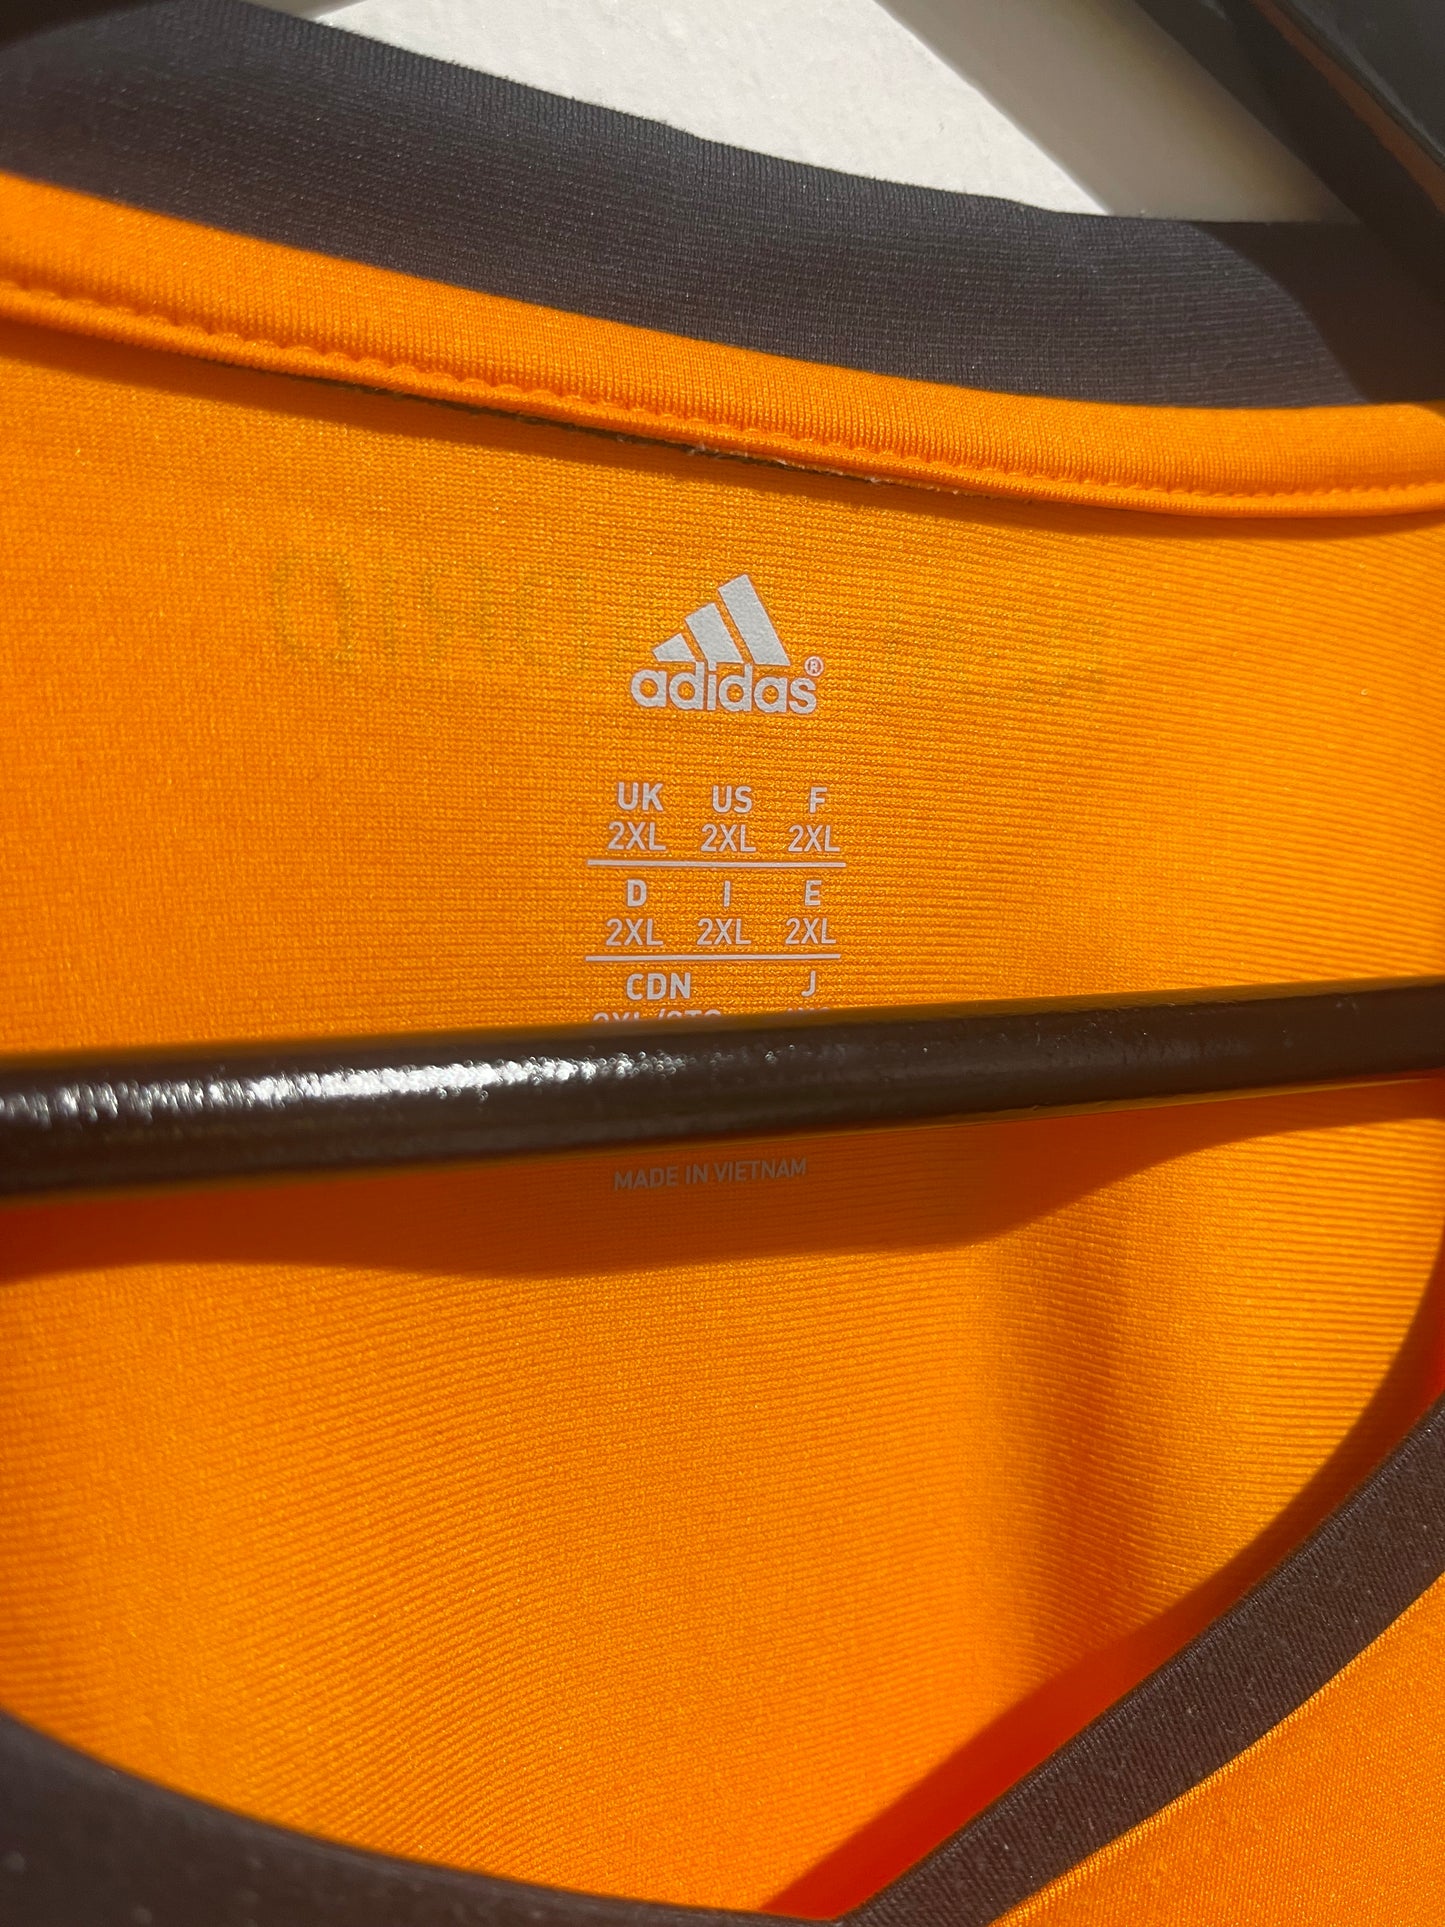 adidas®
UK US F
2XL 2XL 2XL
D I E
2XL 2XL 2XL
CDN J
MADE IN VIETNAM